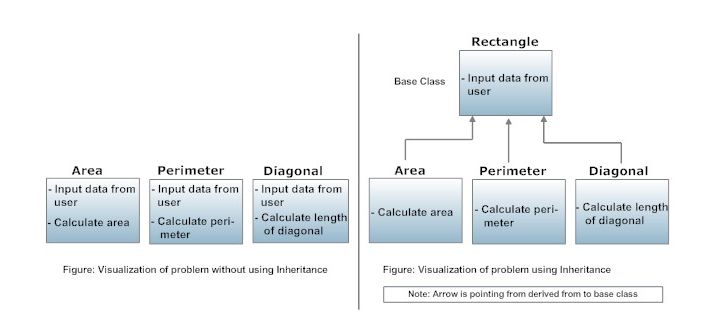 Area
- Input data from
user
- Calculate area
Perimeter
- Input data from
user
- Calculate peri-
meter
Diagonal
- Input data from
user
- Calculate length
of diagonal
Figure: Visualization of problem without using Inheritance
Rectangle
Base Class
- Input data from
user
Area
- Calculate area
Perimeter
- Calculate peri-
meter
Diagonal
- Calculate length
of diagonal
Figure: Visualization of problem using Inheritance
Note: Arrow is pointing from derived from to base class